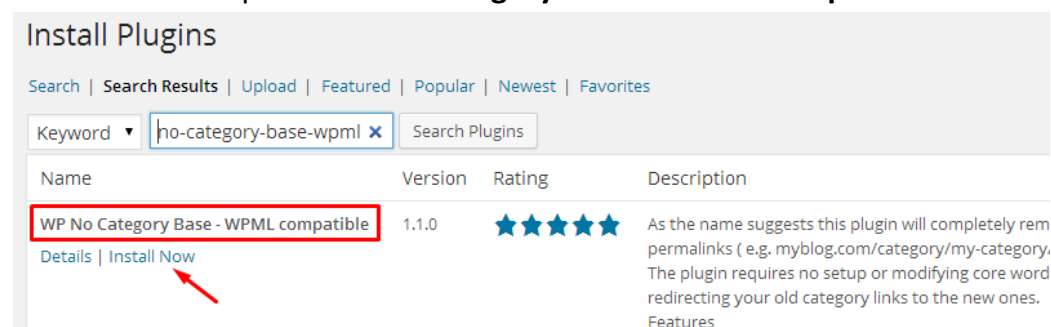 Install Plugins
Search | Search Results | Upload | Featured | Popular | Newest | Favorites
Keyword no-category-base-wpml Search Plugins
Name Version Rating Description
WP No Category Base - WPML compatible 1.1.0 As the name suggests this plugin will completely rem
Details | Install Now permalinks ( e.g. myblog.com/category/my-category/
The plugin requires no setup or modifying core word
redirecting your old category links to the new ones.
Features